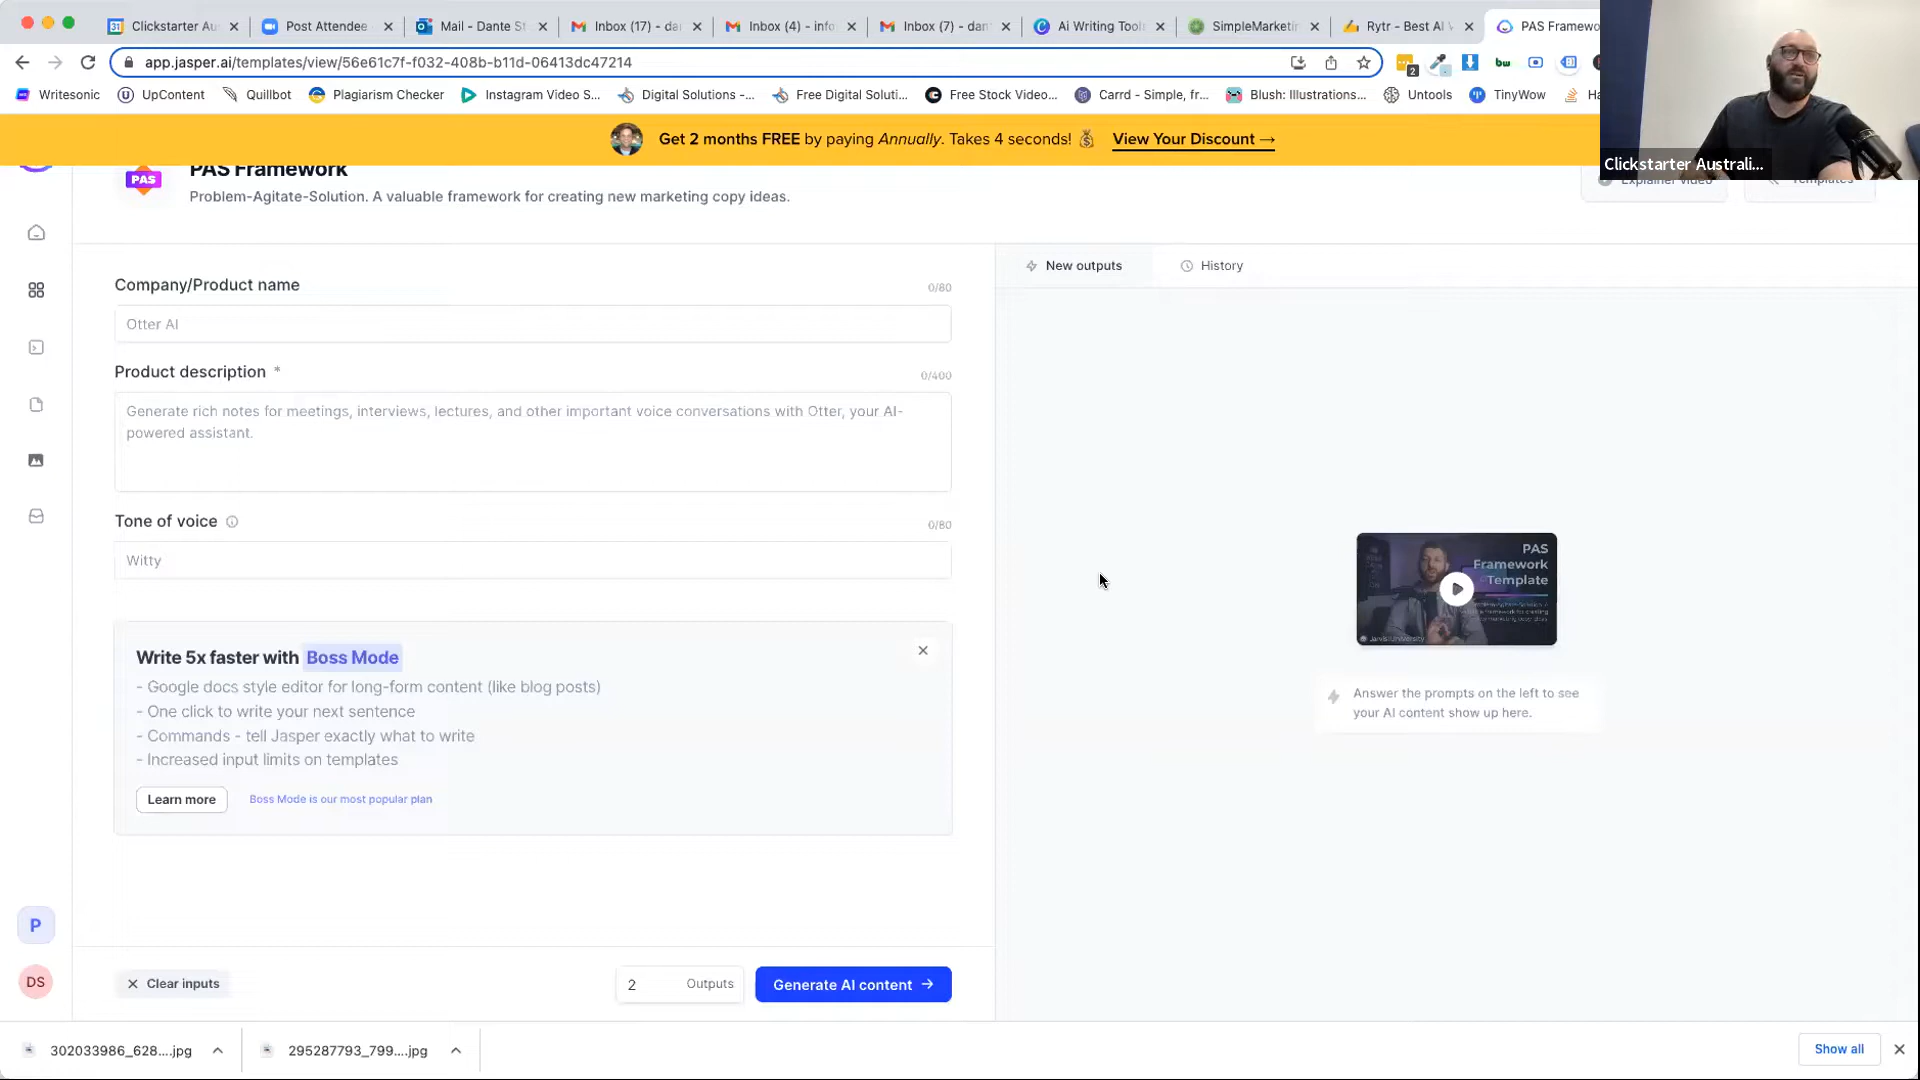 Clickstarter Au
Post Attendee
Mail - Dante St
Inbox (17) - da
Inbox (4) - info
Inbox (7) - dan
Ai Writing Tool
SimpleMarketin
Rytr - Best AI
PAS Framewo
app.jasper.ai/templates/view/56e61c7f-f032-408b-b11d-06413dc47214
2
bw
Writesonic
UpContent
Quillbot
Plagiarism Checker
Instagram Video S...
Digital Solutions -...
Free Digital Soluti...
Free Stock Video...
Carrd - Simple, fr...
Blush: Illustrations...
Untools
TinyWow
Get 2 months FREE by paying Annually. Takes 4 seconds! 💰 View Your Discount →
Clickstarter Australi...
PAS
PAS Framework
Problem-Agitate-Solution. A valuable framework for creating new marketing copy ideas.
Explainer video
Templates
New outputs
History
Company/Product name
0/80
Otter AI
Product description *
0/400
Generate rich notes for meetings, interviews, lectures, and other important voice conversations with Otter, your AI-
powered assistant.
Tone of voice
0/80
Witty
Write 5x faster with Boss Mode
- Google docs style editor for long-form content (like blog posts)
- One click to write your next sentence
- Commands - tell Jasper exactly what to write
- Increased input limits on templates
Learn more
Boss Mode is our most popular plan
PAS
Framework
Template
Answer the prompts on the left to see
your AI content show up here.
P
DS
Clear inputs
2 Outputs
Generate AI content →
302033986_628....jpg
295287793_799....jpg
Show all